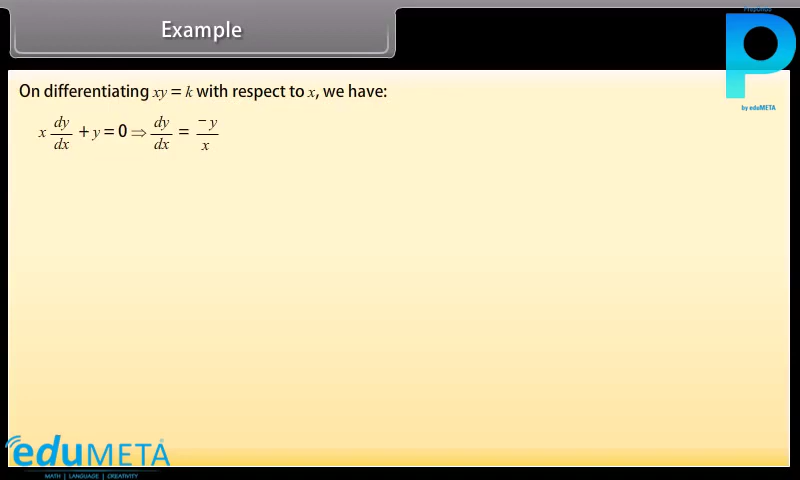 Example
Prepunds
P
by eduMETA
On differentiating xy = k with respect to x, we have:
x dy/dx + y = 0 ⇒ dy/dx = −y/x
eduMETA
MATH | LANGUAGE | CREATIVITY